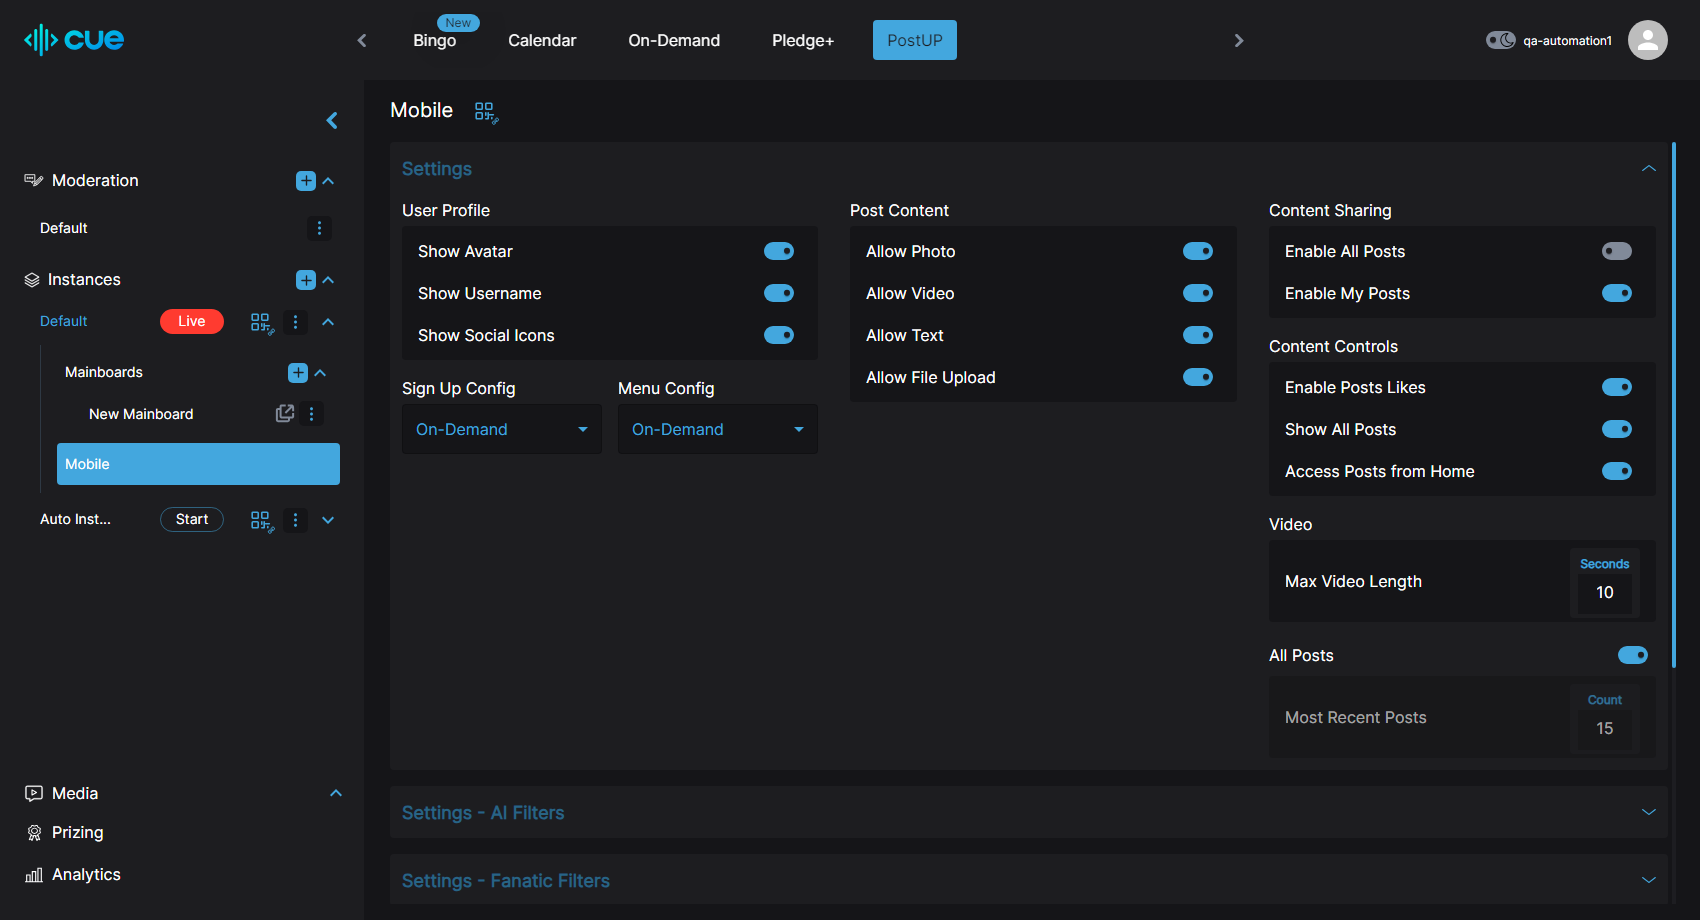 cue
New
Bingo
Calendar
On-Demand
Pledge+
PostUP
qa-automation1
Moderation
Default
Instances
Default
Live
Mainboards
New Mainboard
Mobile
Auto Inst...
Start
Media
Prizing
Analytics
Mobile
Settings
User Profile
Show Avatar
Show Username
Show Social Icons
Sign Up Config
Menu Config
On-Demand
On-Demand
Post Content
Allow Photo
Allow Video
Allow Text
Allow File Upload
Content Sharing
Enable All Posts
Enable My Posts
Content Controls
Enable Posts Likes
Show All Posts
Access Posts from Home
Video
Max Video Length
Seconds
10
All Posts
Most Recent Posts
Count
15
Settings - AI Filters
Settings - Fanatic Filters